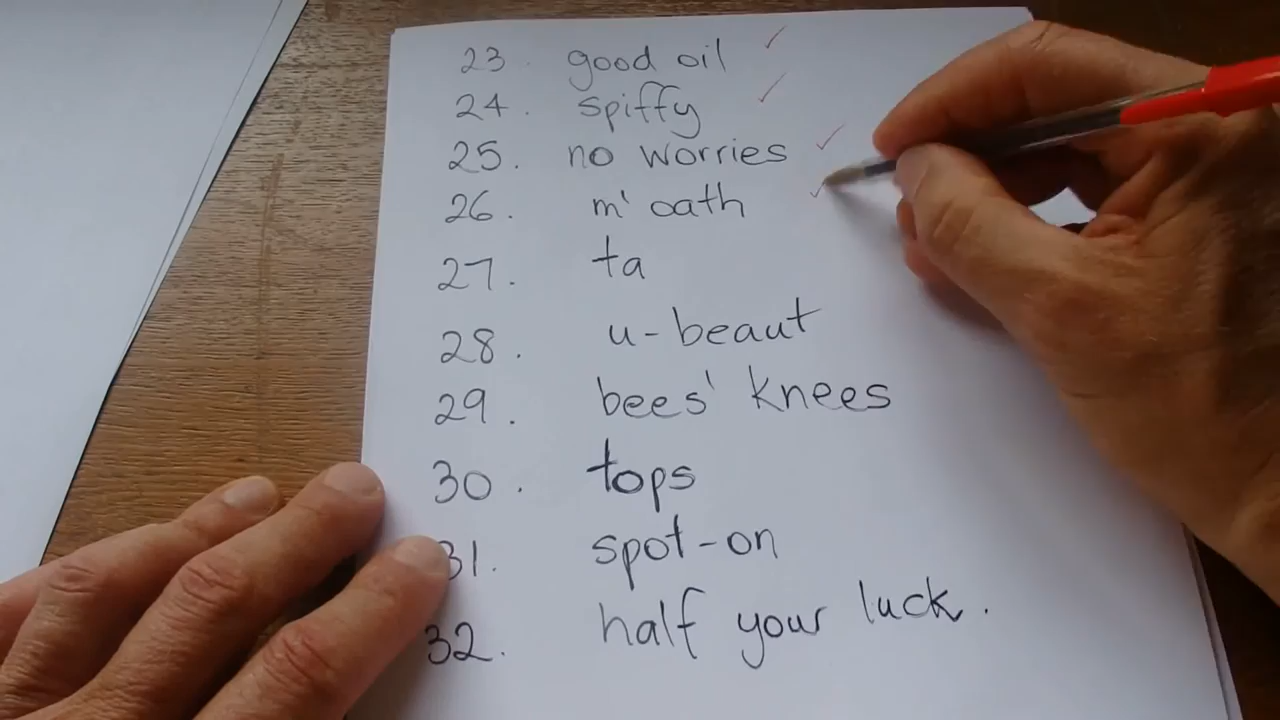 23. good oil
24. spiffy
25. no worries
26. m' oath
27. ta
28. u-beaut
29. bees' knees
30. tops
31. spot-on
32. half your luck.